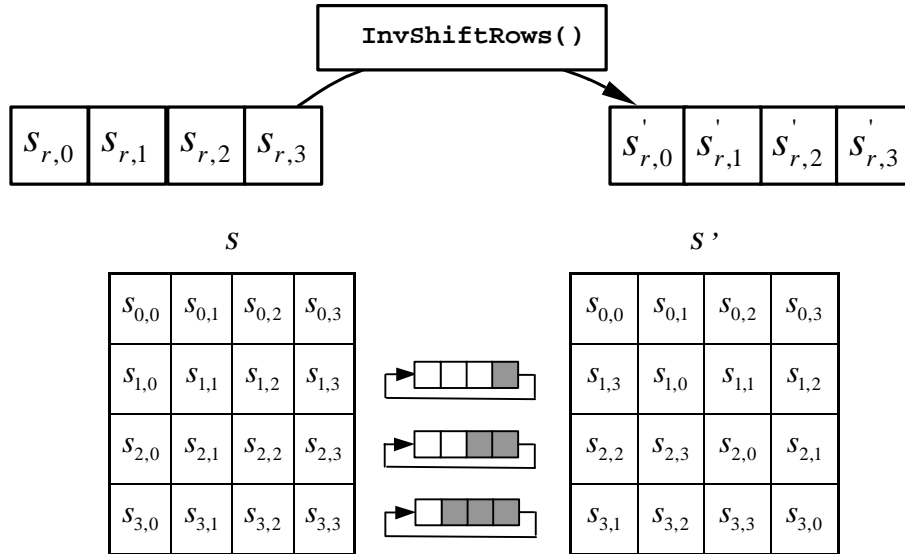 InvShiftRows()
s_{r,0} s_{r,1} s_{r,2} s_{r,3} s'_{r,0} s'_{r,1} s'_{r,2} s'_{r,3}
s s'
s_{0,0} s_{0,1} s_{0,2} s_{0,3} s_{0,0} s_{0,1} s_{0,2} s_{0,3}
s_{1,0} s_{1,1} s_{1,2} s_{1,3} s_{1,3} s_{1,0} s_{1,1} s_{1,2}
s_{2,0} s_{2,1} s_{2,2} s_{2,3} s_{2,2} s_{2,3} s_{2,0} s_{2,1}
s_{3,0} s_{3,1} s_{3,2} s_{3,3} s_{3,1} s_{3,2} s_{3,3} s_{3,0}